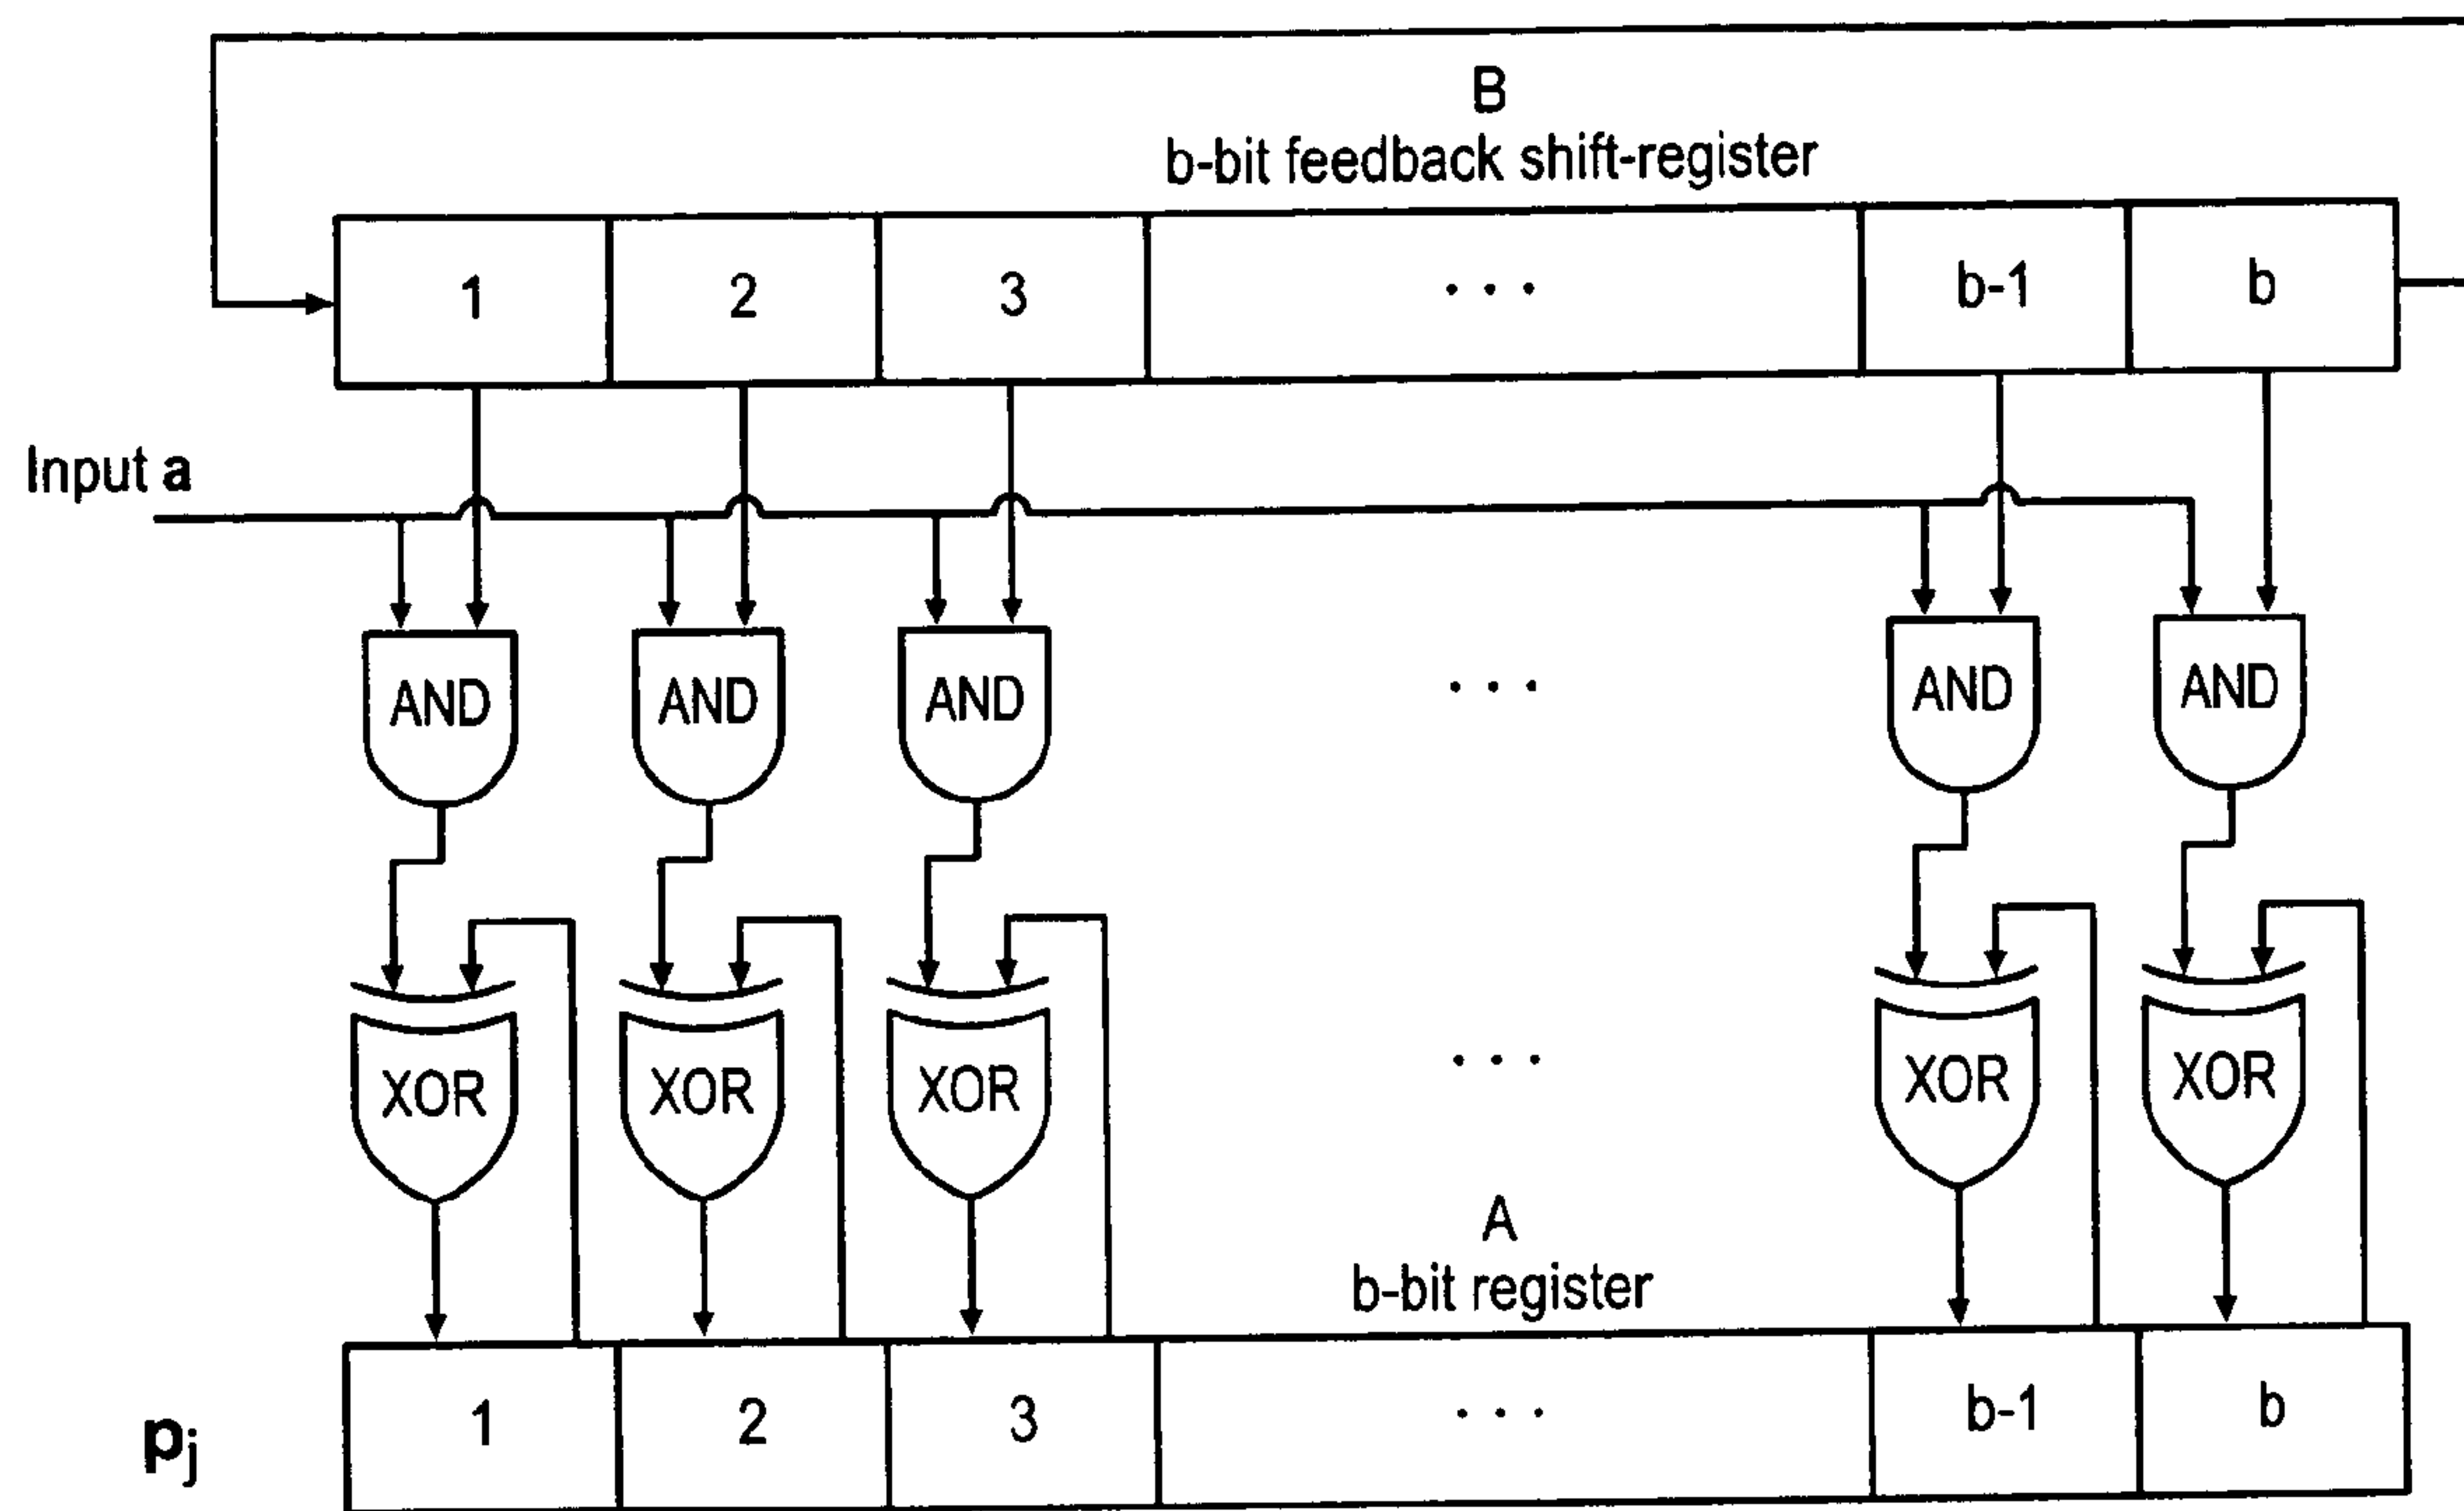 B
b-bit feedback shift-register
1 2 3 ... b-1 b
Input a
AND AND AND ... AND AND
XOR XOR XOR ... XOR XOR
A
b-bit register
pj 1 2 3 ... b-1 b